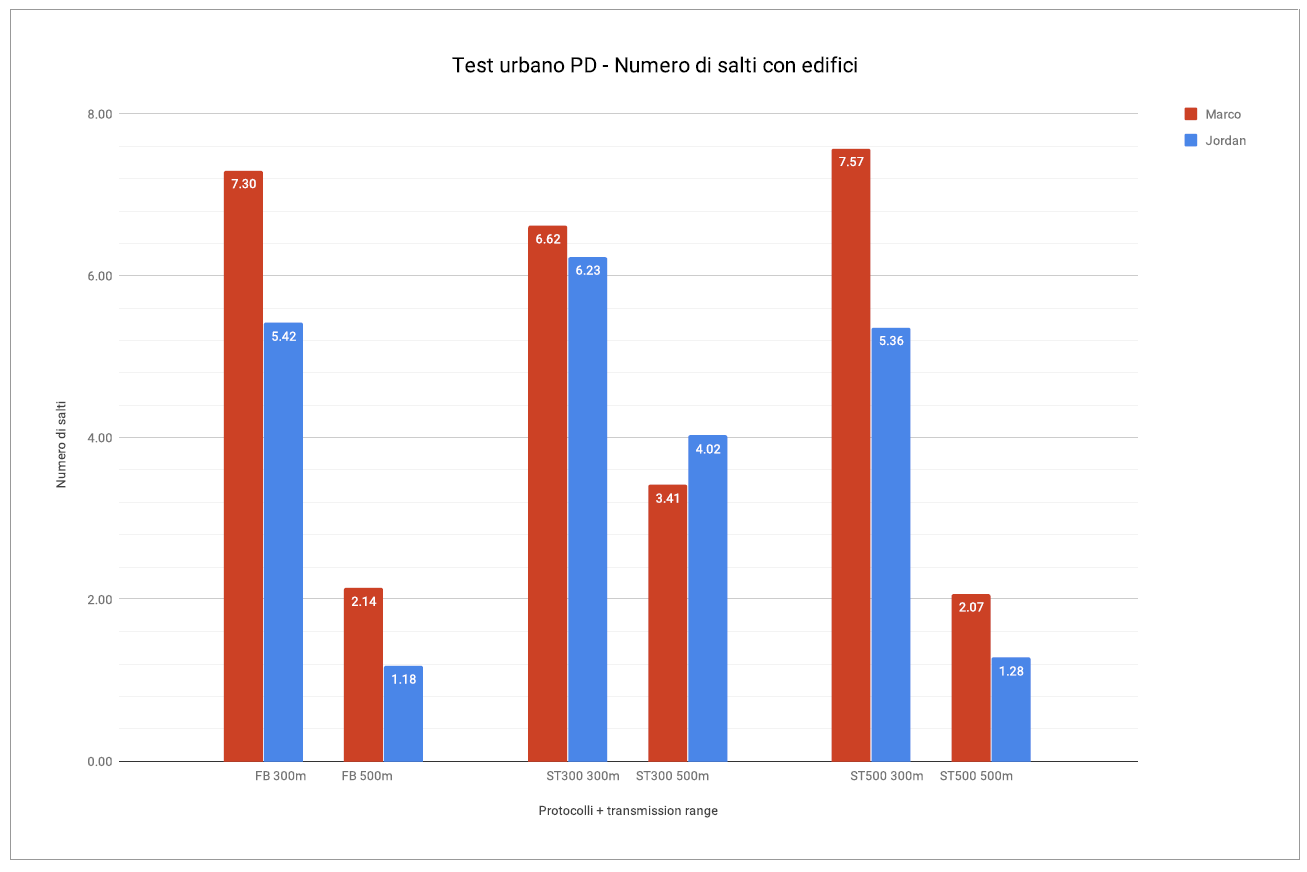 Test urbano PD - Numero di salti con edifici
Marco
Jordan
Numero di salti
8.00
6.00
4.00
2.00
0.00
7.30
5.42
2.14
1.18
6.62
6.23
3.41
4.02
7.57
5.36
2.07
1.28
FB 300m
FB 500m
ST300 300m
ST300 500m
ST500 300m
ST500 500m
Protocolli + transmission range